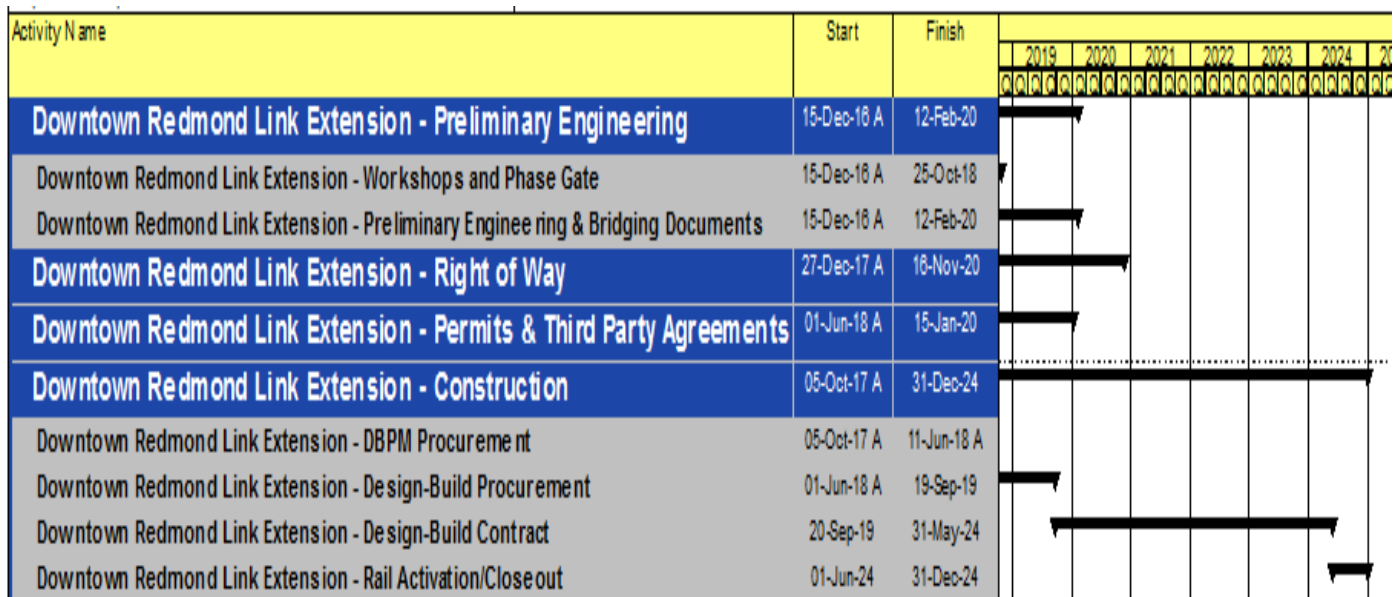 Activity Name Start Finish
2019 2020 2021 2022 2023 2024 20
Q Q Q Q Q Q Q Q Q Q Q Q Q Q Q Q Q Q Q Q Q Q Q Q Q Q Q
Downtown Redmond Link Extension - Preliminary Engineering 15-Dec-16 A 12-Feb-20
Downtown Redmond Link Extension - Workshops and Phase Gate 15-Dec-16 A 25-Oct-18
Downtown Redmond Link Extension - Preliminary Engineering & Bridging Documents 15-Dec-16 A 12-Feb-20
Downtown Redmond Link Extension - Right of Way 27-Dec-17 A 16-Nov-20
Downtown Redmond Link Extension - Permits & Third Party Agreements 01-Jun-18 A 15-Jan-20
Downtown Redmond Link Extension - Construction 05-Oct-17 A 31-Dec-24
Downtown Redmond Link Extension - DBPM Procurement 05-Oct-17 A 11-Jun-18 A
Downtown Redmond Link Extension - Design-Build Procurement 01-Jun-18 A 19-Sep-19
Downtown Redmond Link Extension - Design-Build Contract 20-Sep-19 31-May-24
Downtown Redmond Link Extension - Rail Activation/Closeout 01-Jun-24 31-Dec-24